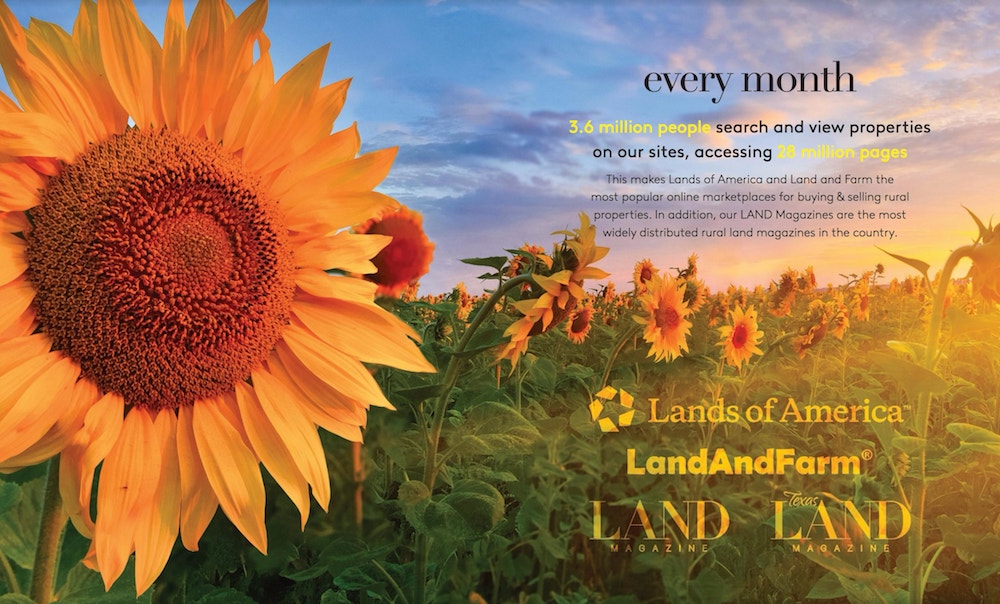 every month
3.6 million people search and view properties
on our sites, accessing 28 million pages
This makes Lands of America and Land and Farm the
most popular online marketplaces for buying & selling rural
properties. In addition, our LAND Magazines are the most
widely distributed rural land magazines in the country.
Lands of America™
LandAndFarm®
LAND
MAGAZINE
Texas
LAND
MAGAZINE